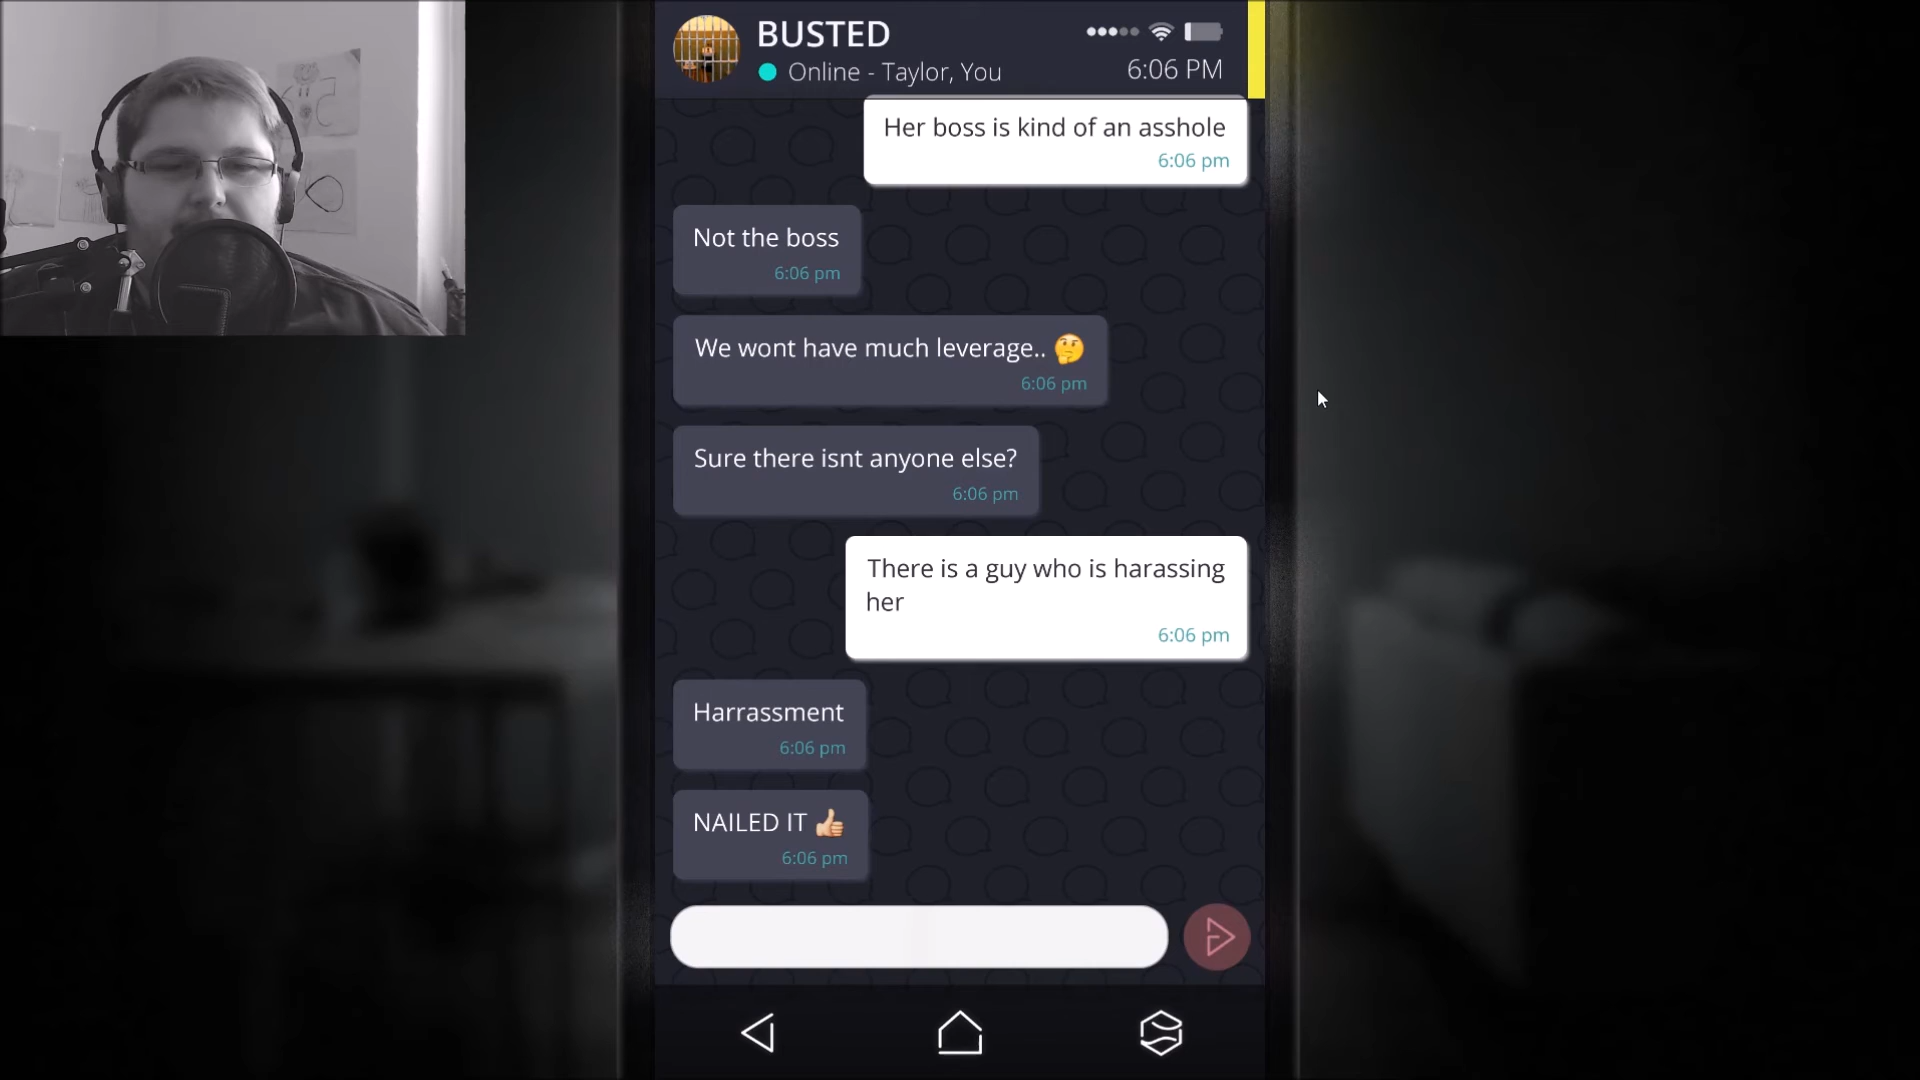 BUSTED
Online - Taylor, You
6:06 PM
Her boss is kind of an asshole
6:06 pm
Not the boss
6:06 pm
We wont have much leverage.. 🤔
6:06 pm
Sure there isnt anyone else?
6:06 pm
There is a guy who is harassing
her
6:06 pm
Harrassment
6:06 pm
NAILED IT 👍
6:06 pm